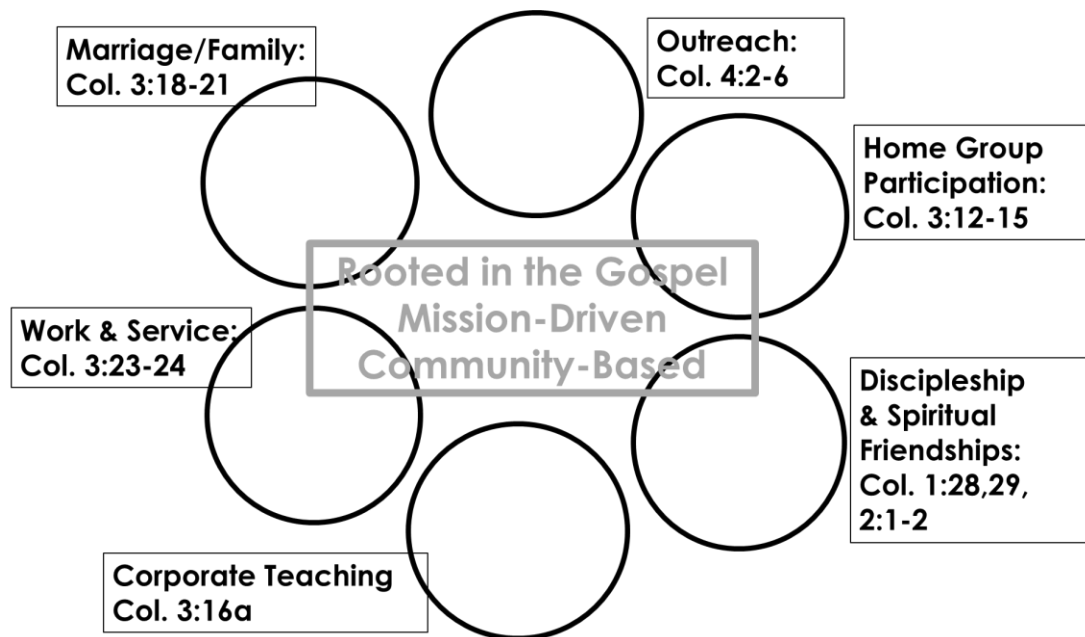 Marriage/Family:
Col. 3:18-21
Outreach:
Col. 4:2-6
Home Group
Participation:
Col. 3:12-15
Rooted in the Gospel
Mission-Driven
Community-Based
Work & Service:
Col. 3:23-24
Discipleship
& Spiritual
Friendships:
Col. 1:28,29,
2:1-2
Corporate Teaching
Col. 3:16a